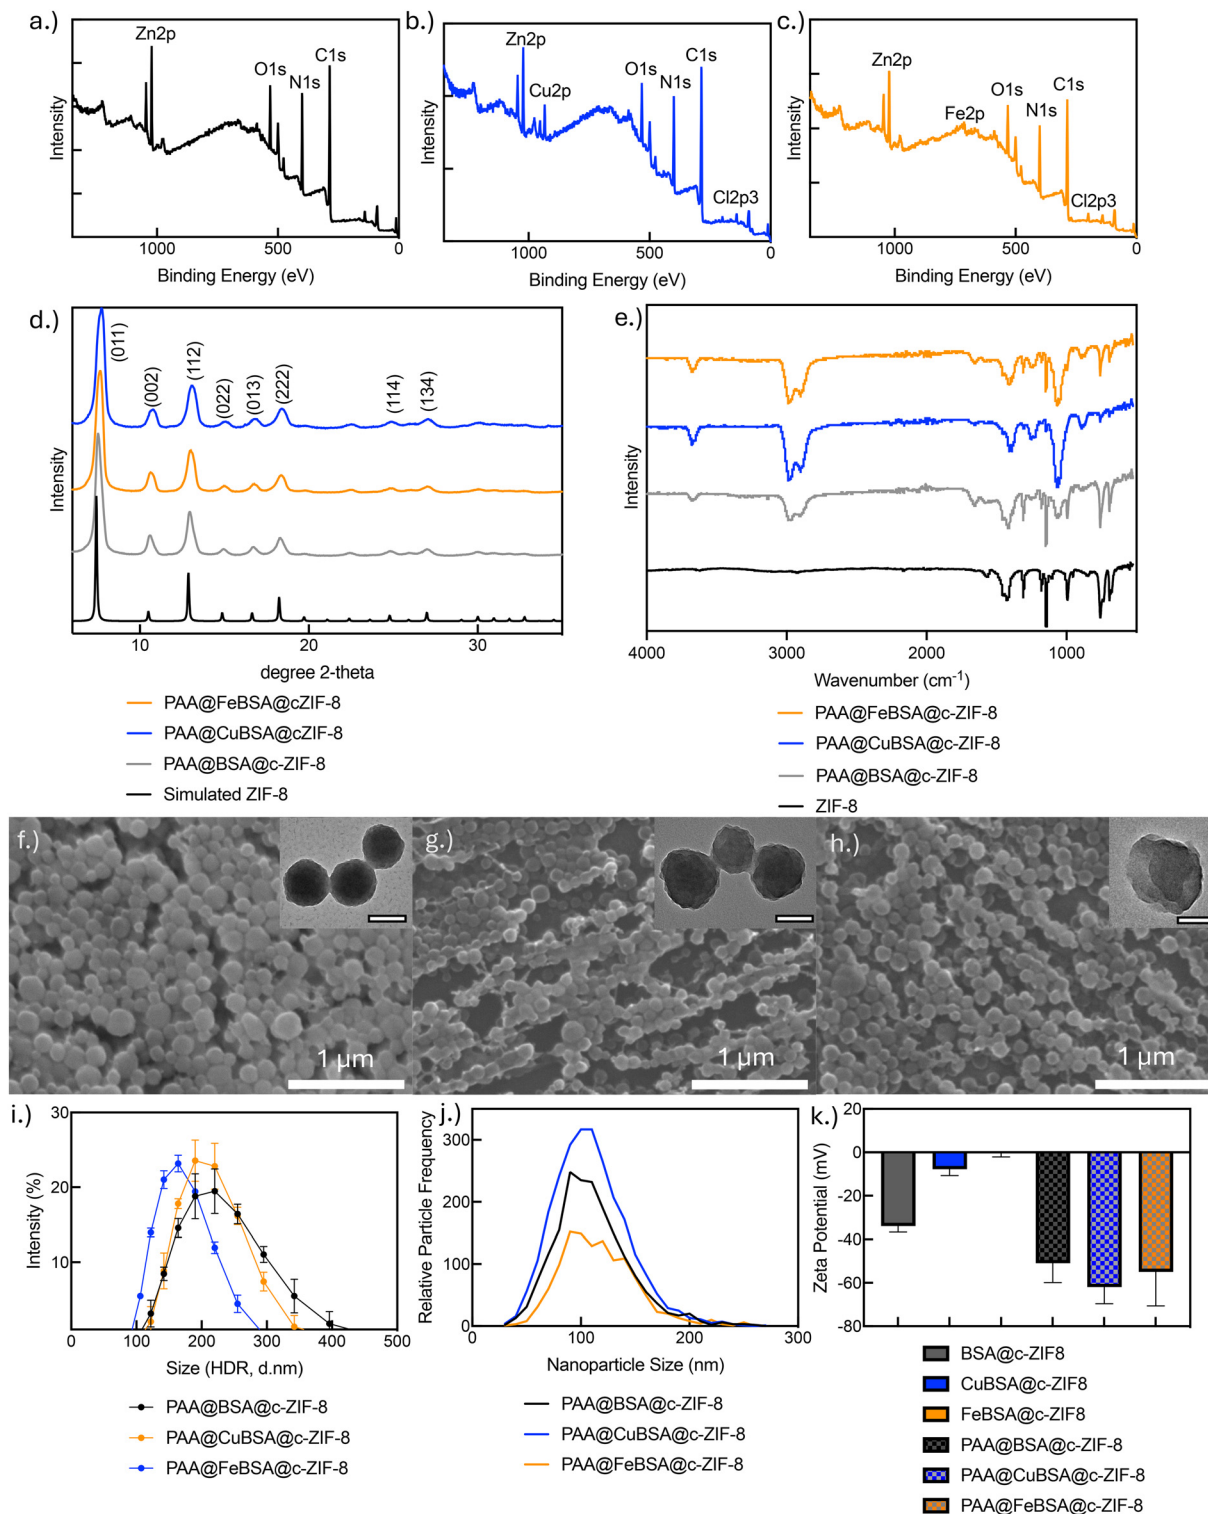 a.)
Zn2p
O1s
N1s
C1s
Intensity
1000
500
0
Binding Energy (eV)
b.)
Zn2p
Cu2p
O1s
N1s
C1s
Cl2p3
Intensity
1000
500
0
Binding Energy (eV)
c.)
Zn2p
Fe2p
O1s
N1s
C1s
Cl2p3
Intensity
1000
500
0
Binding Energy (eV)
d.)
(011)
(002)
(112)
(022)
(013)
(222)
(114)
(134)
Intensity
10
20
30
degree 2-theta
PAA@FeBSA@cZIF-8
PAA@CuBSA@cZIF-8
PAA@BSA@c-ZIF-8
Simulated ZIF-8
e.)
Intensity
4000
3000
2000
1000
Wavenumber (cm-1)
PAA@FeBSA@c-ZIF-8
PAA@CuBSA@c-ZIF-8
PAA@BSA@c-ZIF-8
ZIF-8
f.)
1 μm
g.)
1 μm
h.)
1 μm
i.)
30
20
10
Intensity (%)
0
100
200
300
400
500
Size (HDR, d.nm)
PAA@BSA@c-ZIF-8
PAA@CuBSA@c-ZIF-8
PAA@FeBSA@c-ZIF-8
j.)
300
200
100
0
Relative Particle Frequency
0
100
200
300
Nanoparticle Size (nm)
PAA@BSA@c-ZIF-8
PAA@CuBSA@c-ZIF-8
PAA@FeBSA@c-ZIF-8
k.)
20
0
-20
-40
-60
-80
Zeta Potential (mV)
BSA@c-ZIF8
CuBSA@c-ZIF8
FeBSA@c-ZIF8
PAA@BSA@c-ZIF-8
PAA@CuBSA@c-ZIF-8
PAA@FeBSA@c-ZIF-8